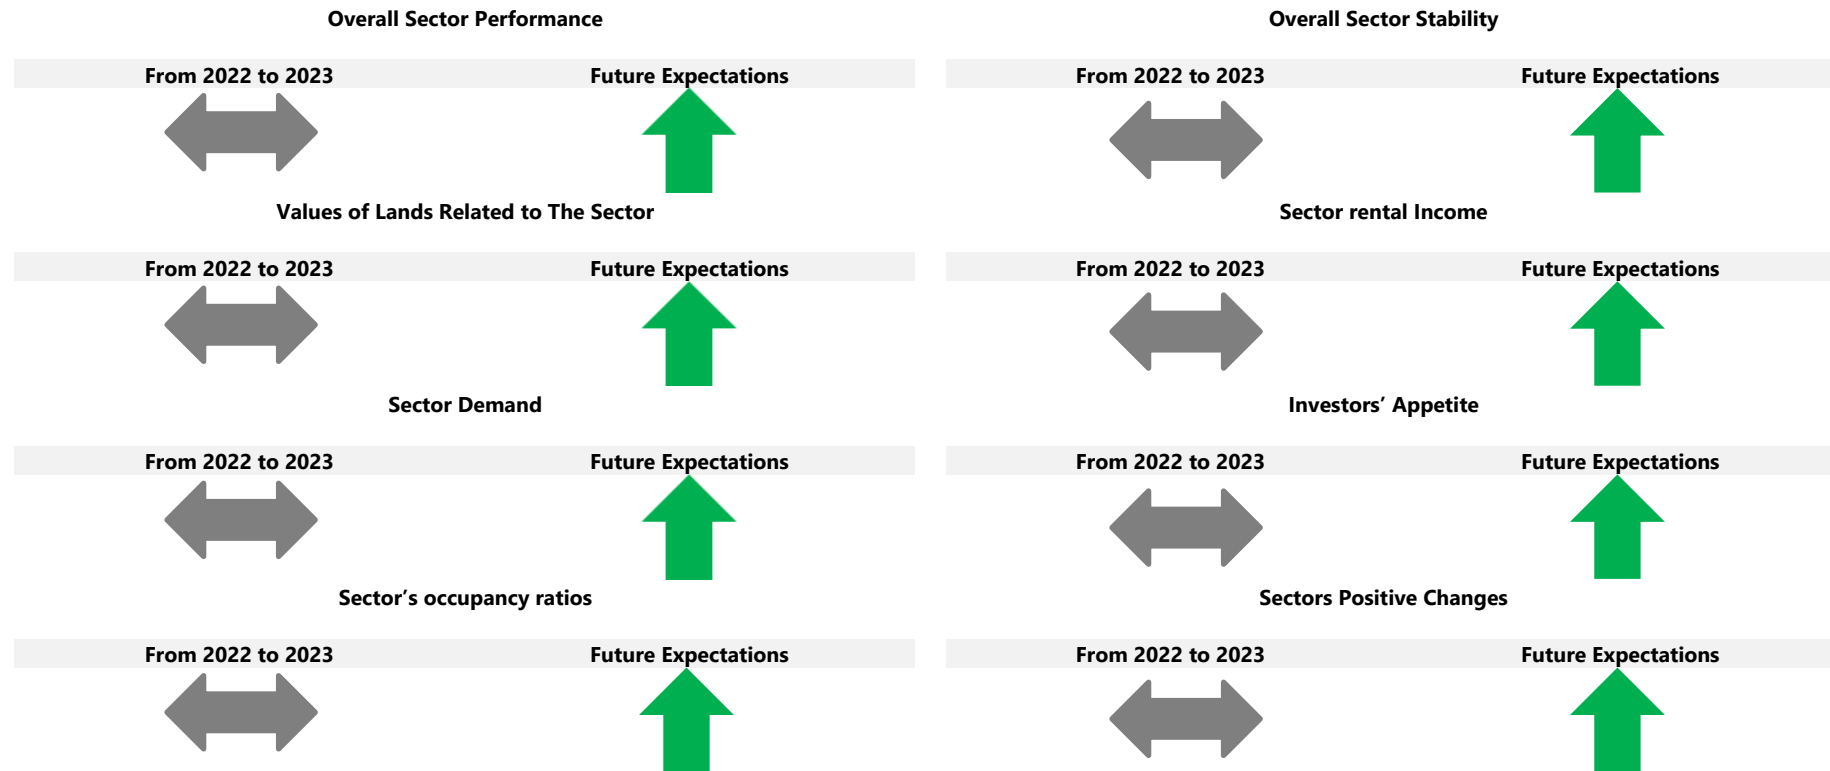 Overall Sector Performance
From 2022 to 2023 Future Expectations
Values of Lands Related to The Sector
From 2022 to 2023 Future Expectations
Sector Demand
From 2022 to 2023 Future Expectations
Sector’s occupancy ratios
From 2022 to 2023 Future Expectations
Overall Sector Stability
From 2022 to 2023 Future Expectations
Sector rental Income
From 2022 to 2023 Future Expectations
Investors’ Appetite
From 2022 to 2023 Future Expectations
Sectors Positive Changes
From 2022 to 2023 Future Expectations